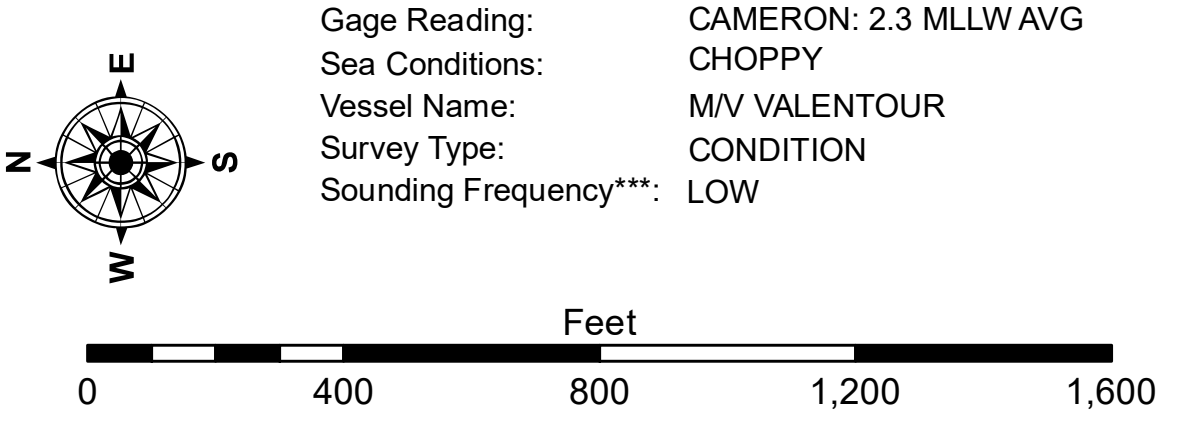 Gage Reading: CAMERON: 2.3 MLLW AVG
Sea Conditions: CHOPPY
Vessel Name: M/V VALENTOUR
Survey Type: CONDITION
Sounding Frequency***: LOW
E
N S
W
Feet
0 400 800 1,200 1,600